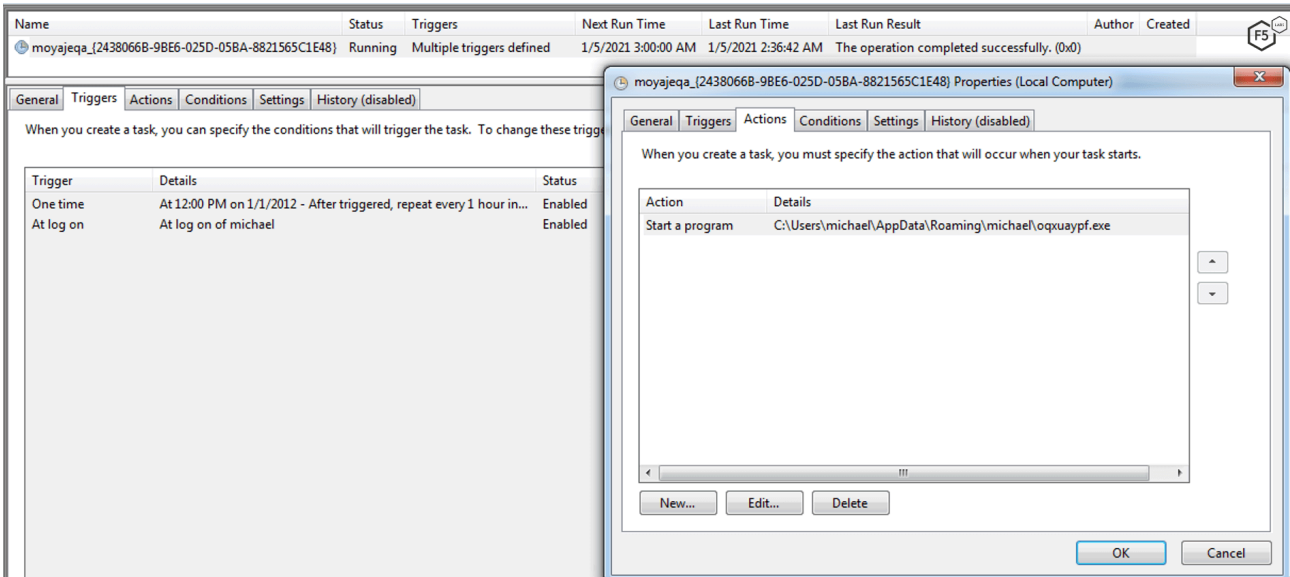 Name Status Triggers Next Run Time Last Run Time Last Run Result Author Created
moyajeqa_{2438066B-9BE6-025D-05BA-8821565C1E48} Running Multiple triggers defined 1/5/2021 3:00:00 AM 1/5/2021 2:36:42 AM The operation completed successfully. (0x0)
F5 LABS
General Triggers Actions Conditions Settings History (disabled)
When you create a task, you can specify the conditions that will trigger the task. To change these trigge
Trigger Details Status
One time At 12:00 PM on 1/1/2012 - After triggered, repeat every 1 hour in... Enabled
At log on At log on of michael Enabled
moyajeqa_{2438066B-9BE6-025D-05BA-8821565C1E48} Properties (Local Computer)
General Triggers Actions Conditions Settings History (disabled)
When you create a task, you must specify the action that will occur when your task starts.
Action Details
Start a program C:\Users\michael\AppData\Roaming\michael\oqxuaypf.exe
New... Edit... Delete
OK Cancel